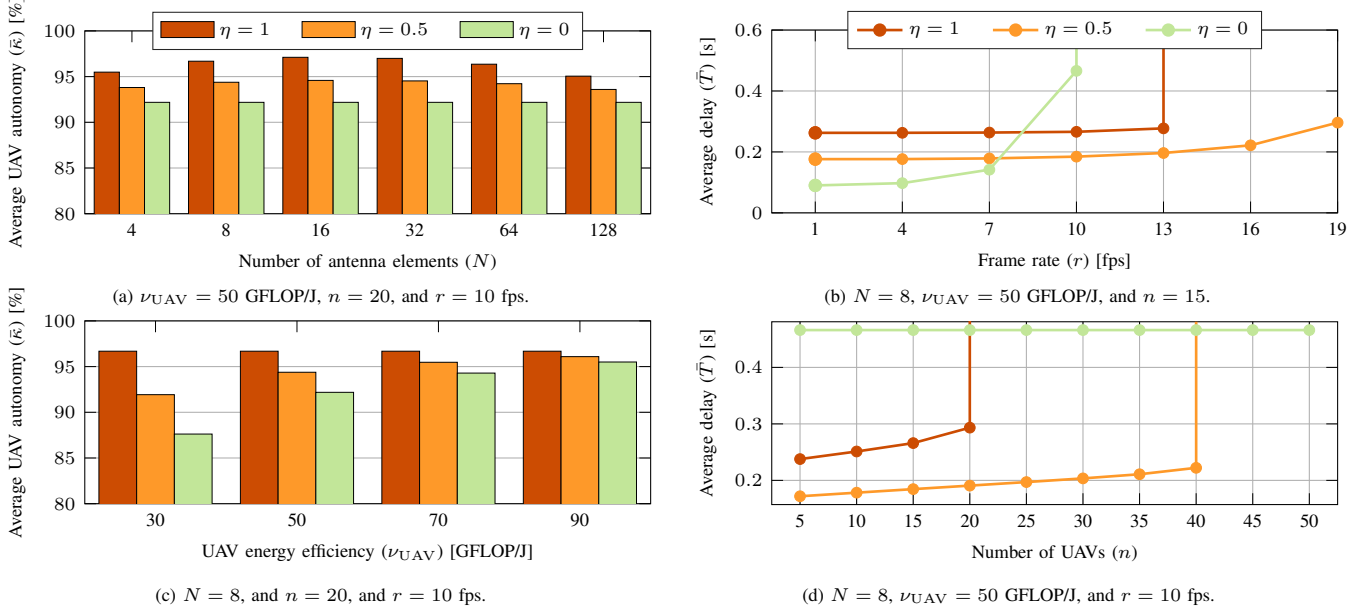 η = 1 η = 0.5 η = 0
100
95
90
85
80
4 8 16 32 64 128
Number of antenna elements (N)
Average UAV autonomy (κ̄) [%]
(a) νUAV = 50 GFLOP/J, n = 20, and r = 10 fps.
η = 1 η = 0.5 η = 0
0.6
0.4
0.2
0
1 4 7 10 13 16 19
Frame rate (r) [fps]
Average delay (T̄) [s]
(b) N = 8, νUAV = 50 GFLOP/J, and n = 15.
100
95
90
85
80
30 50 70 90
UAV energy efficiency (νUAV) [GFLOP/J]
Average UAV autonomy (κ̄) [%]
(c) N = 8, and n = 20, and r = 10 fps.
0.4
0.3
0.2
5 10 15 20 25 30 35 40 45 50
Number of UAVs (n)
Average delay (T̄) [s]
(d) N = 8, νUAV = 50 GFLOP/J, and r = 10 fps.